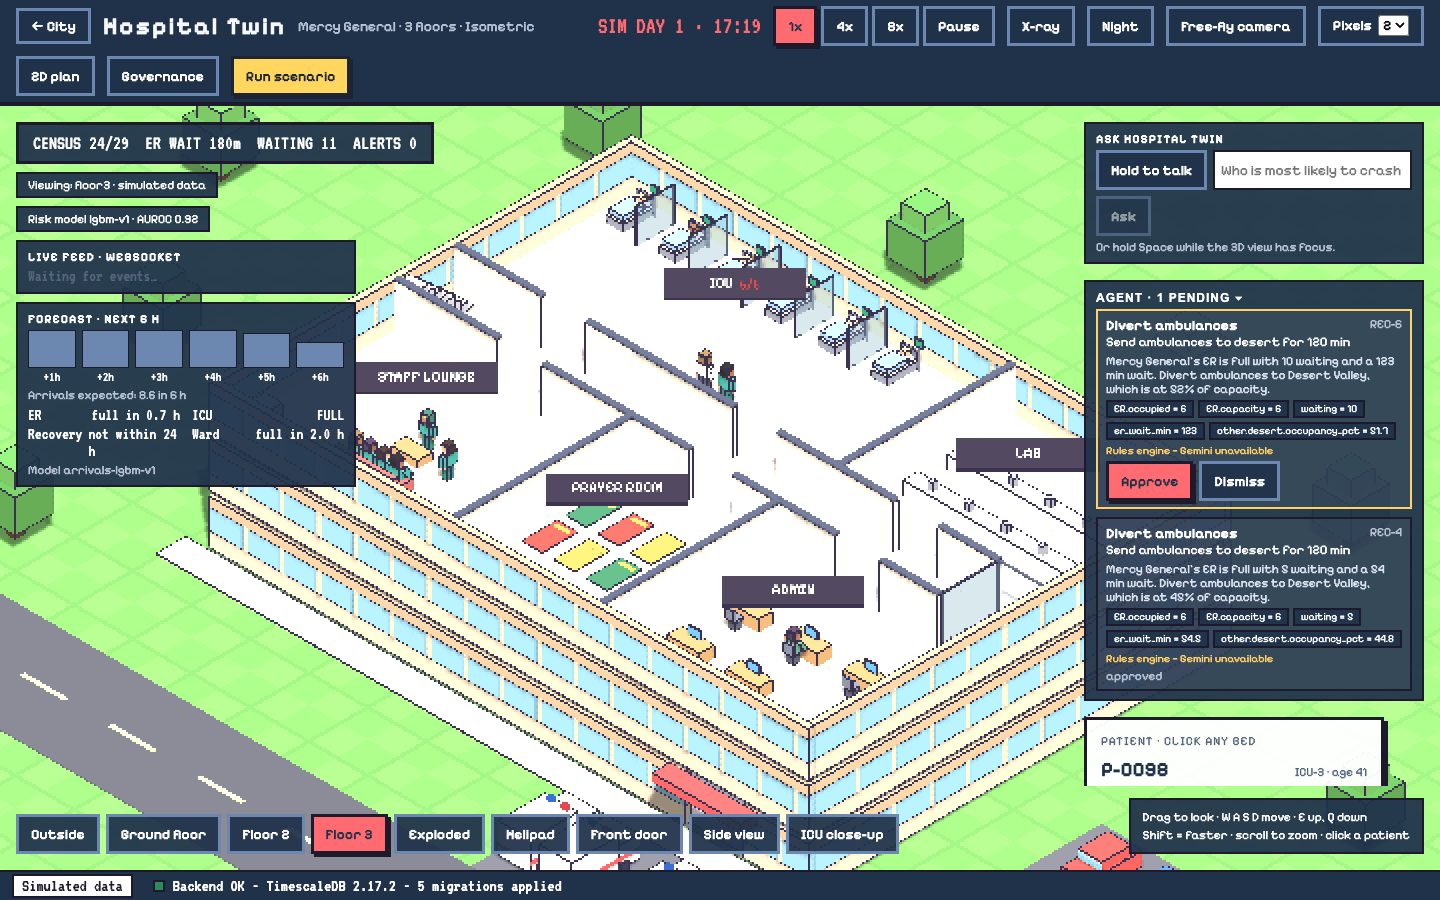 ← City
Hospital Twin
Mercy General · 3 floors · Isometric
SIM DAY 1 · 17:19
1x
4x
8x
Pause
X-ray
Night
Free-fly camera
Pixels 2
2D plan
Governance
Run scenario
CENSUS 24/29 ER WAIT 180m WAITING 11 ALERTS 0
Viewing: floor3 · simulated data
Risk model lgbm-v1 · AUROC 0.92
LIVE FEED · WEBSOCKET
Waiting for events…
FORECAST · NEXT 6 H
+1h +2h +3h +4h +5h +6h
Arrivals expected: 8.6 in 6 h
ER full in 0.7 h ICU FULL
Recovery not within 24 h Ward full in 2.0 h
Model arrivals-lgbm-v1
ICU 6/6
STAFF LOUNGE
PRAYER ROOM
LAB
ADMIN
ASK HOSPITAL TWIN
Hold to talk
Who is most likely to crash
Ask
Or hold Space while the 3D view has focus.
AGENT · 1 PENDING
Divert ambulances REC-6
Send ambulances to desert for 120 min
Mercy General's ER is full with 10 waiting and a 123
min wait. Divert ambulances to Desert Valley,
which is at 52% of capacity.
ER.occupied = 6 ER.capacity = 6 waiting = 10
er.wait_min = 123 other.desert.occupancy_pct = 51.7
Rules engine - Gemini unavailable
Approve
Dismiss
Divert ambulances REC-4
Send ambulances to desert for 120 min
Mercy General's ER is full with 5 waiting and a 54
min wait. Divert ambulances to Desert Valley,
which is at 45% of capacity.
ER.occupied = 6 ER.capacity = 6 waiting = 5
er.wait_min = 54.5 other.desert.occupancy_pct = 44.8
Rules engine - Gemini unavailable
approved
PATIENT · CLICK ANY BED
P-0098 ICU-3 · age 41
Drag to look · W A S D move · E up, Q down
Shift = faster · scroll to zoom · click a patient
Outside
Ground floor
Floor 2
Floor 3
Exploded
Helipad
Front door
Side view
ICU close-up
Simulated data
Backend OK - TimescaleDB 2.17.2 - 5 migrations applied